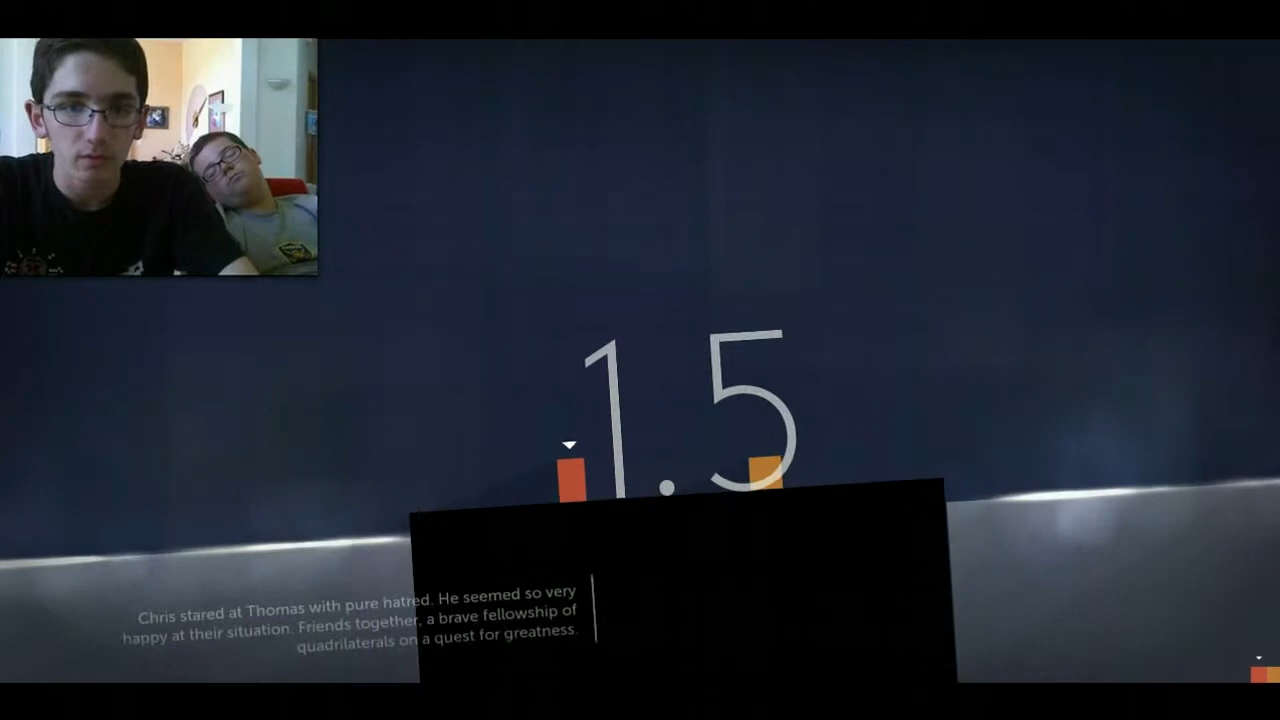 1.5
Chris stared at Thomas with pure hatred. He seemed so very
happy at their situation. Friends together, a brave fellowship of
quadrilaterals on a quest for greatness.